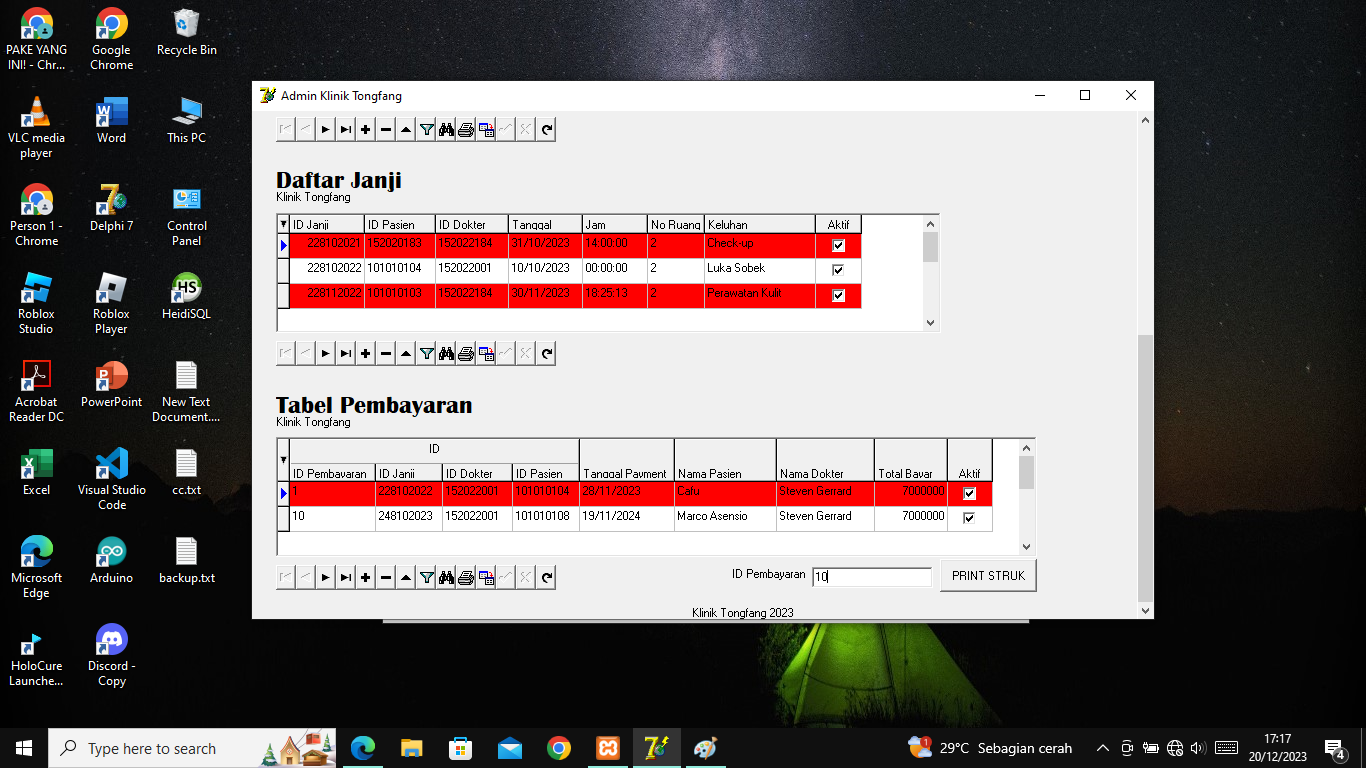 PAKE YANG
INI! - Chr...
Google
Chrome
Recycle Bin
VLC media
player
Word
This PC
Person 1 -
Chrome
Delphi 7
Control
Panel
Roblox
Studio
Roblox
Player
HeidiSQL
Acrobat
Reader DC
PowerPoint
New Text
Document....
Excel
Visual Studio
Code
cc.txt
Microsoft
Edge
Arduino
backup.txt
HoloCure
Launche...
Discord -
Copy
Admin Klinik Tongfang
Daftar Janji
Klinik Tongfang
ID Janji ID Pasien ID Dokter Tanggal Jam No Ruang Keluhan Aktif
228102021 152020183 152022184 31/10/2023 14:00:00 2 Check-up
228102022 101010104 152022001 10/10/2023 00:00:00 2 Luka Sobek
228112022 101010103 152022184 30/11/2023 18:25:13 2 Perawatan Kulit
Tabel Pembayaran
Klinik Tongfang
ID
ID Pembayaran ID Janji ID Dokter ID Pasien Tanggal Payment Nama Pasien Nama Dokter Total Bayar Aktif
1 228102022 152022001 101010104 28/11/2023 Cafu Steven Gerrard 7000000
10 248102023 152022001 101010108 19/11/2024 Marco Asensio Steven Gerrard 7000000
ID Pembayaran 10 PRINT STRUK
Klinik Tongfang 2023
Type here to search
1
29°C Sebagian cerah
17:17
20/12/2023
4